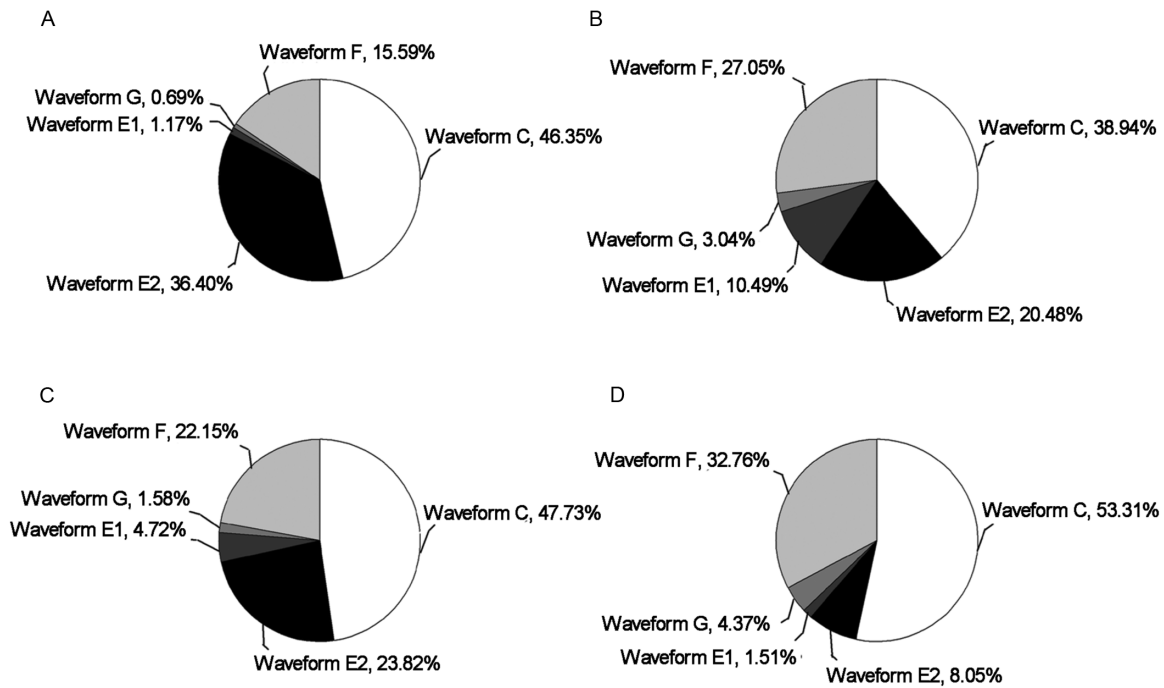 A
Waveform F, 15.59%
Waveform G, 0.69%
Waveform E1, 1.17%
Waveform C, 46.35%
Waveform E2, 36.40%
B
Waveform F, 27.05%
Waveform C, 38.94%
Waveform G, 3.04%
Waveform E1, 10.49%
Waveform E2, 20.48%
C
Waveform F, 22.15%
Waveform G, 1.58%
Waveform C, 47.73%
Waveform E1, 4.72%
Waveform E2, 23.82%
D
Waveform F, 32.76%
Waveform C, 53.31%
Waveform G, 4.37%
Waveform E1, 1.51%
Waveform E2, 8.05%